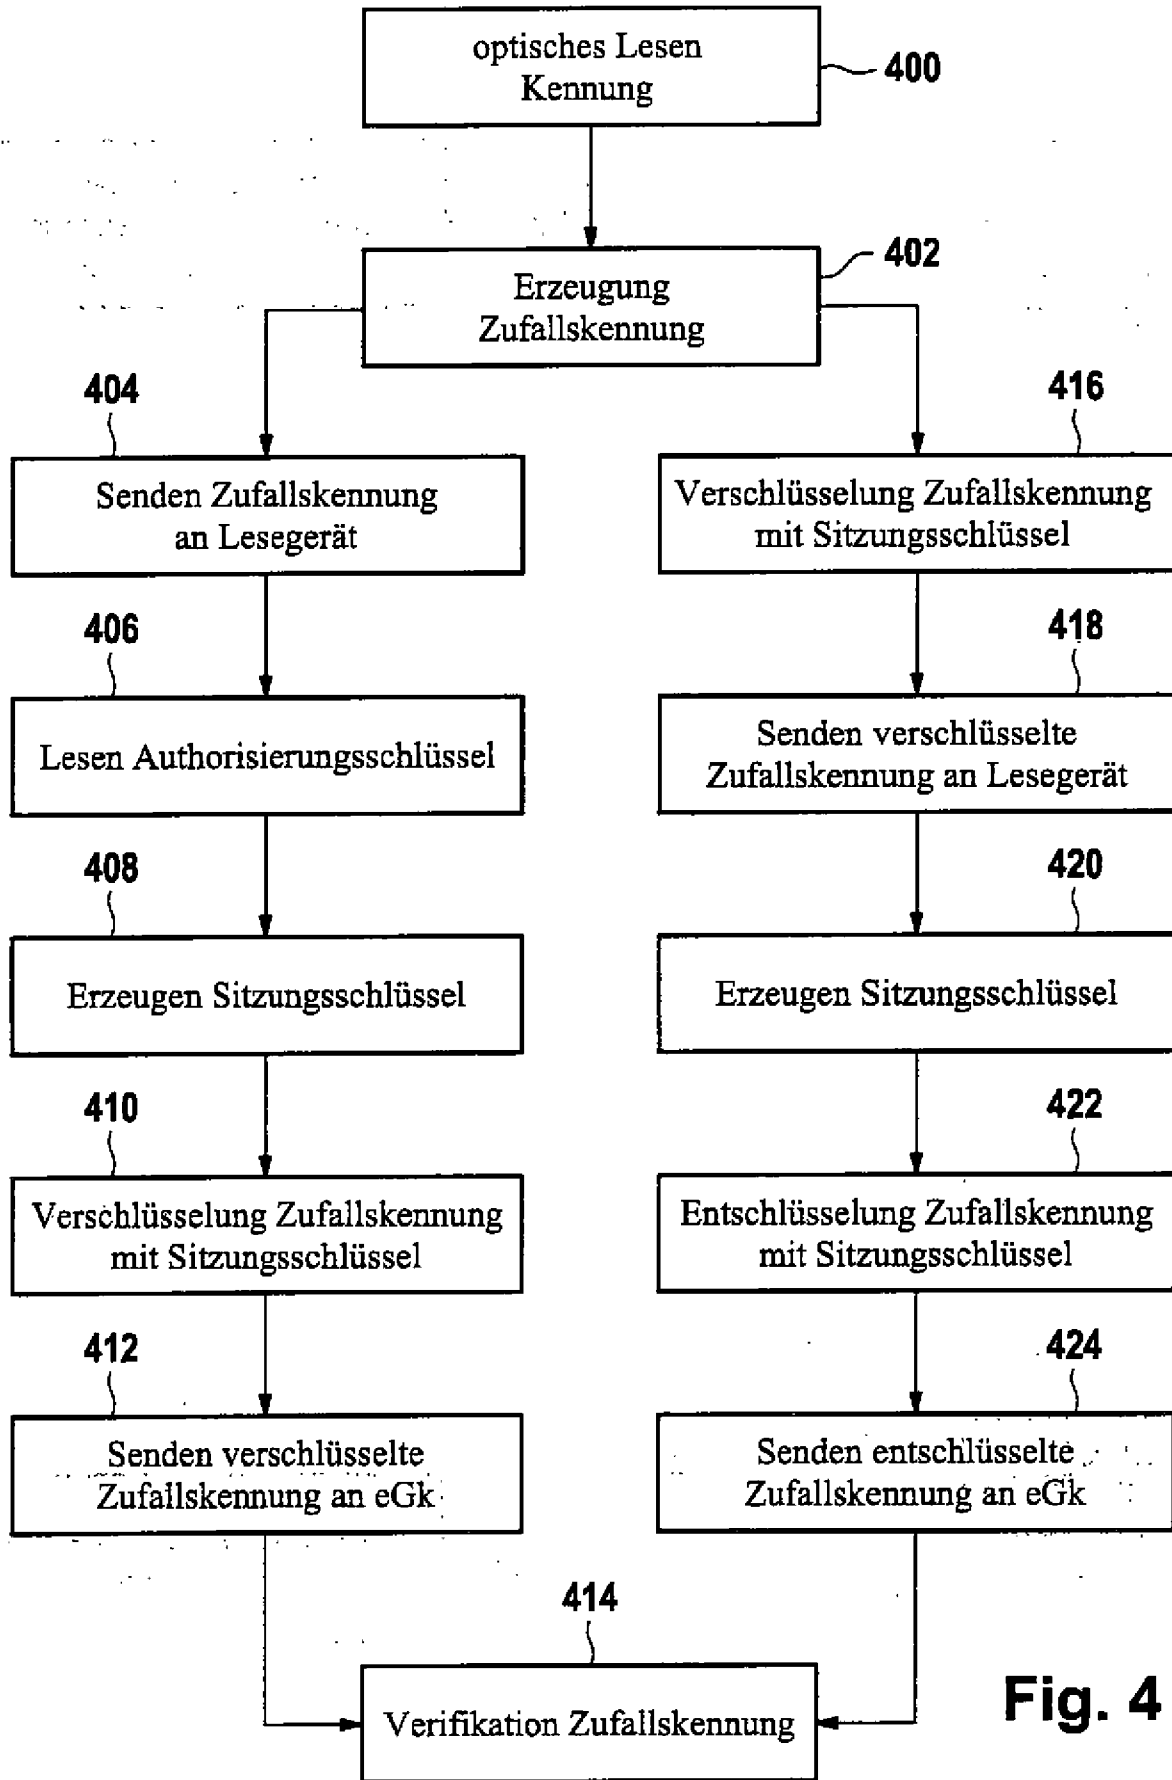 optisches Lesen
Kennung
400
Erzeugung
Zufallskennung
402
404
Senden Zufallskennung
an Lesegerät
406
Lesen Authorisierungsschlüssel
408
Erzeugen Sitzungsschlüssel
410
Verschlüsselung Zufallskennung
mit Sitzungsschlüssel
412
Senden verschlüsselte
Zufallskennung an eGk
416
Verschlüsselung Zufallskennung
mit Sitzungsschlüssel
418
Senden verschlüsselte
Zufallskennung an Lesegerät
420
Erzeugen Sitzungsschlüssel
422
Entschlüsselung Zufallskennung
mit Sitzungsschlüssel
424
Senden entschlüsselte
Zufallskennung an eGk
414
Verifikation Zufallskennung
Fig. 4